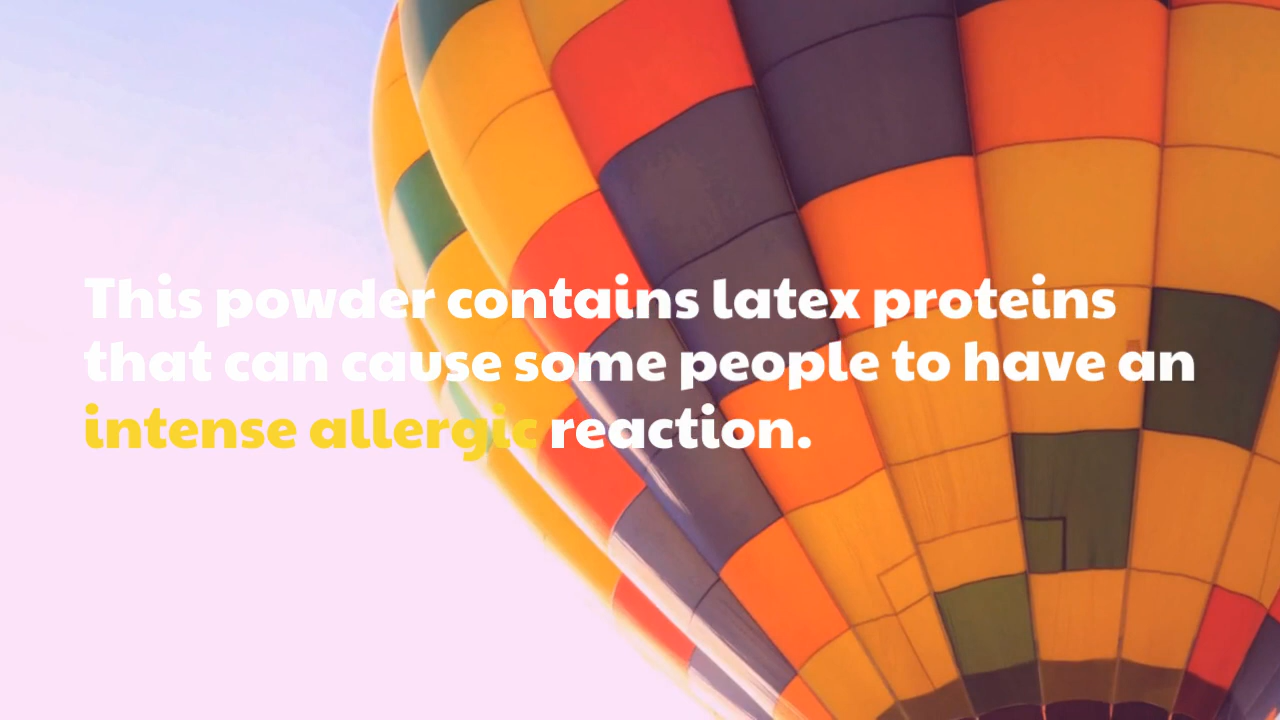 This powder contains latex proteins
that can cause some people to have an
intense allergic reaction.